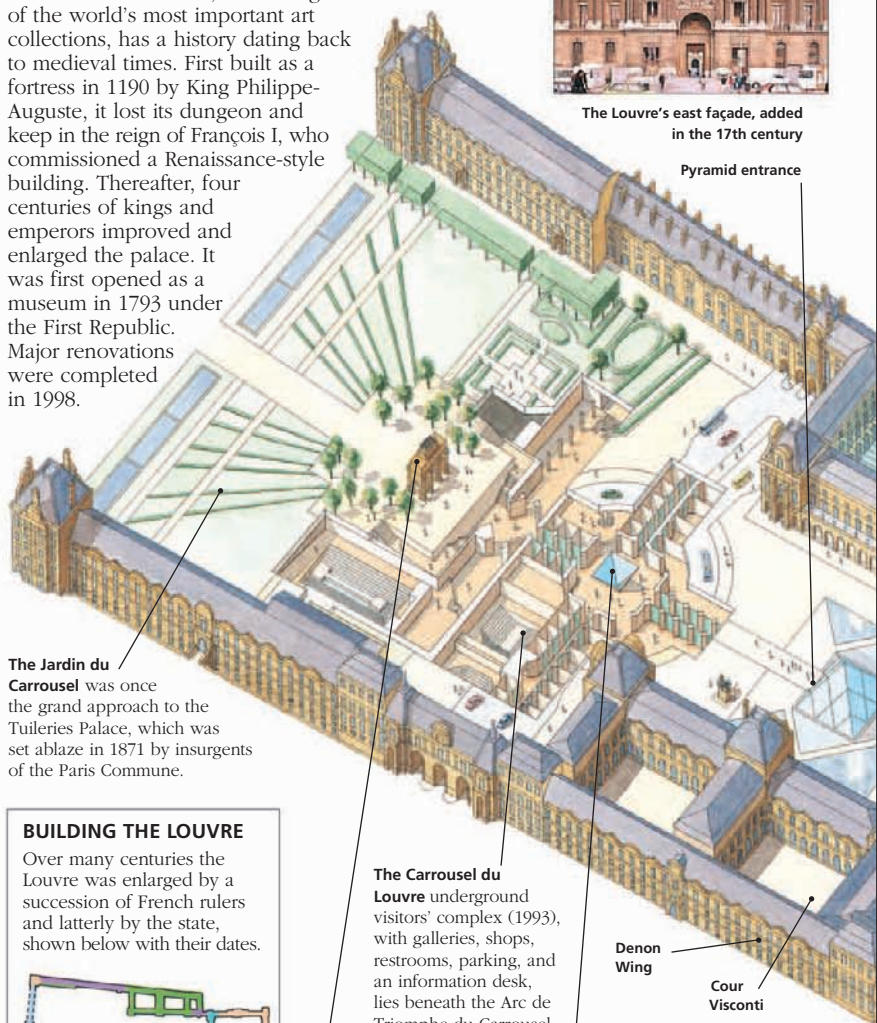 of the world's most important art
collections, has a history dating back
to medieval times. First built as a
fortress in 1190 by King Philippe-
Auguste, it lost its dungeon and
keep in the reign of François I, who
commissioned a Renaissance-style
building. Thereafter, four
centuries of kings and
emperors improved and
enlarged the palace. It
was first opened as a
museum in 1793 under
the First Republic.
Major renovations
were completed
in 1998.
The Louvre's east façade, added
in the 17th century
Pyramid entrance
The Jardin du
Carrousel was once
the grand approach to the
Tuileries Palace, which was
set ablaze in 1871 by insurgents
of the Paris Commune.
BUILDING THE LOUVRE
Over many centuries the
Louvre was enlarged by a
succession of French rulers
and latterly by the state,
shown below with their dates.
The Carrousel du
Louvre underground
visitors' complex (1993),
with galleries, shops,
restrooms, parking, and
an information desk,
lies beneath the Arc de
Triomphe du Carrousel
Denon
Wing
Cour
Visconti